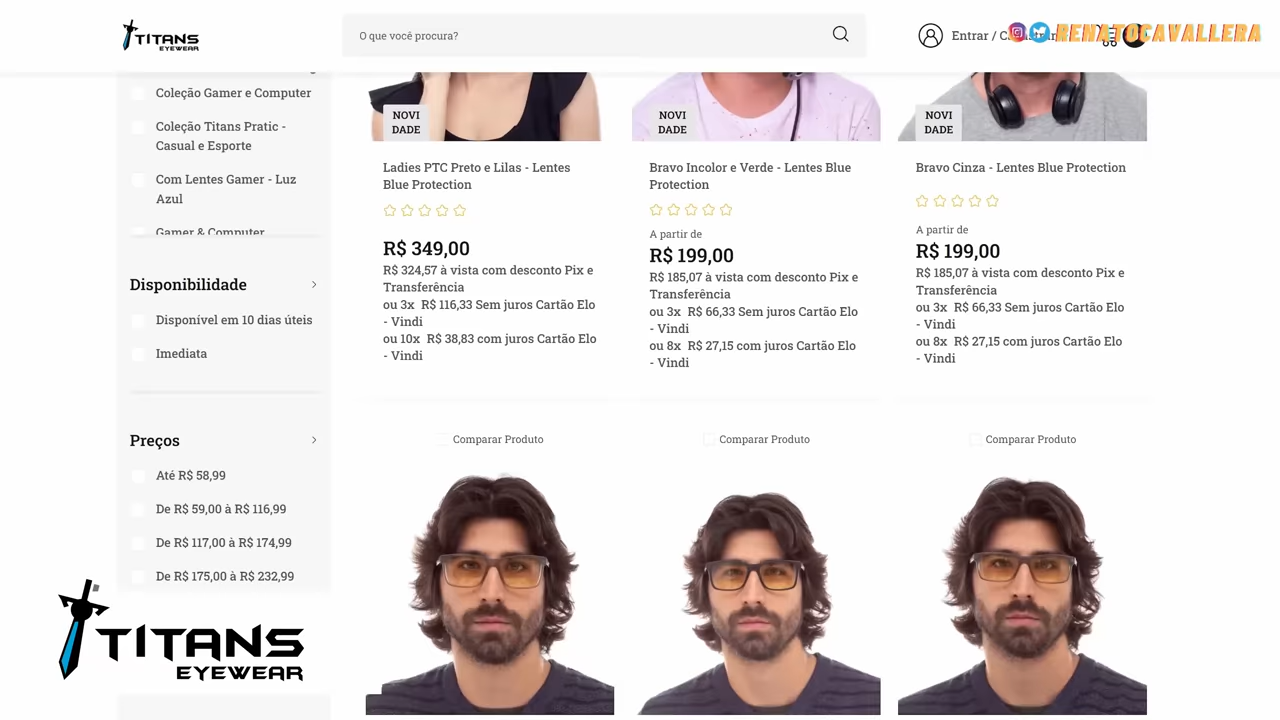 TITANS
EYEWEAR
O que você procura?
Entrar /
RENATOCAVALLERA
Coleção Gamer e Computer
Coleção Titans Pratic -
Casual e Esporte
Com Lentes Gamer - Luz
Azul
Gamer & Computer
Disponibilidade
Disponível em 10 dias úteis
Imediata
Preços
Até R$ 58,99
De R$ 59,00 à R$ 116,99
De R$ 117,00 à R$ 174,99
De R$ 175,00 à R$ 232,99
NOVI
DADE
Ladies PTC Preto e Lilas - Lentes
Blue Protection
R$ 349,00
R$ 324,57 à vista com desconto Pix e
Transferência
ou 3x R$ 116,33 Sem juros Cartão Elo
- Vindi
ou 10x R$ 38,83 com juros Cartão Elo
- Vindi
NOVI
DADE
Bravo Incolor e Verde - Lentes Blue
Protection
A partir de
R$ 199,00
R$ 185,07 à vista com desconto Pix e
Transferência
ou 3x R$ 66,33 Sem juros Cartão Elo
- Vindi
ou 8x R$ 27,15 com juros Cartão Elo
- Vindi
NOVI
DADE
Bravo Cinza - Lentes Blue Protection
A partir de
R$ 199,00
R$ 185,07 à vista com desconto Pix e
Transferência
ou 3x R$ 66,33 Sem juros Cartão Elo
- Vindi
ou 8x R$ 27,15 com juros Cartão Elo
- Vindi
Comparar Produto
Comparar Produto
Comparar Produto
TITANS
EYEWEAR